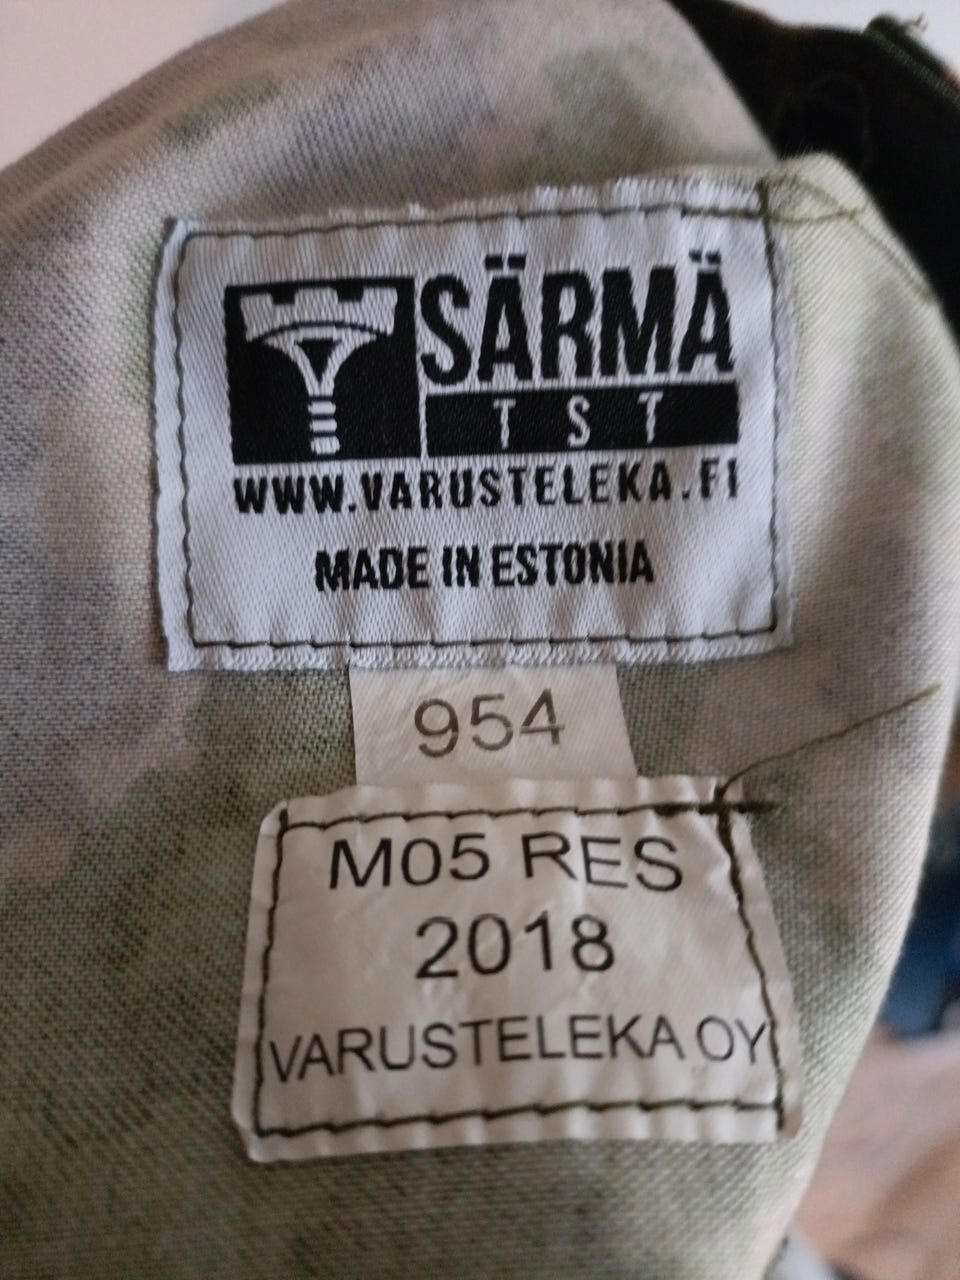 SÄRMÄ
TST
WWW.VARUSTELEKA.FI
MADE IN ESTONIA
954
M05 RES
2018
VARUSTELEKA OY